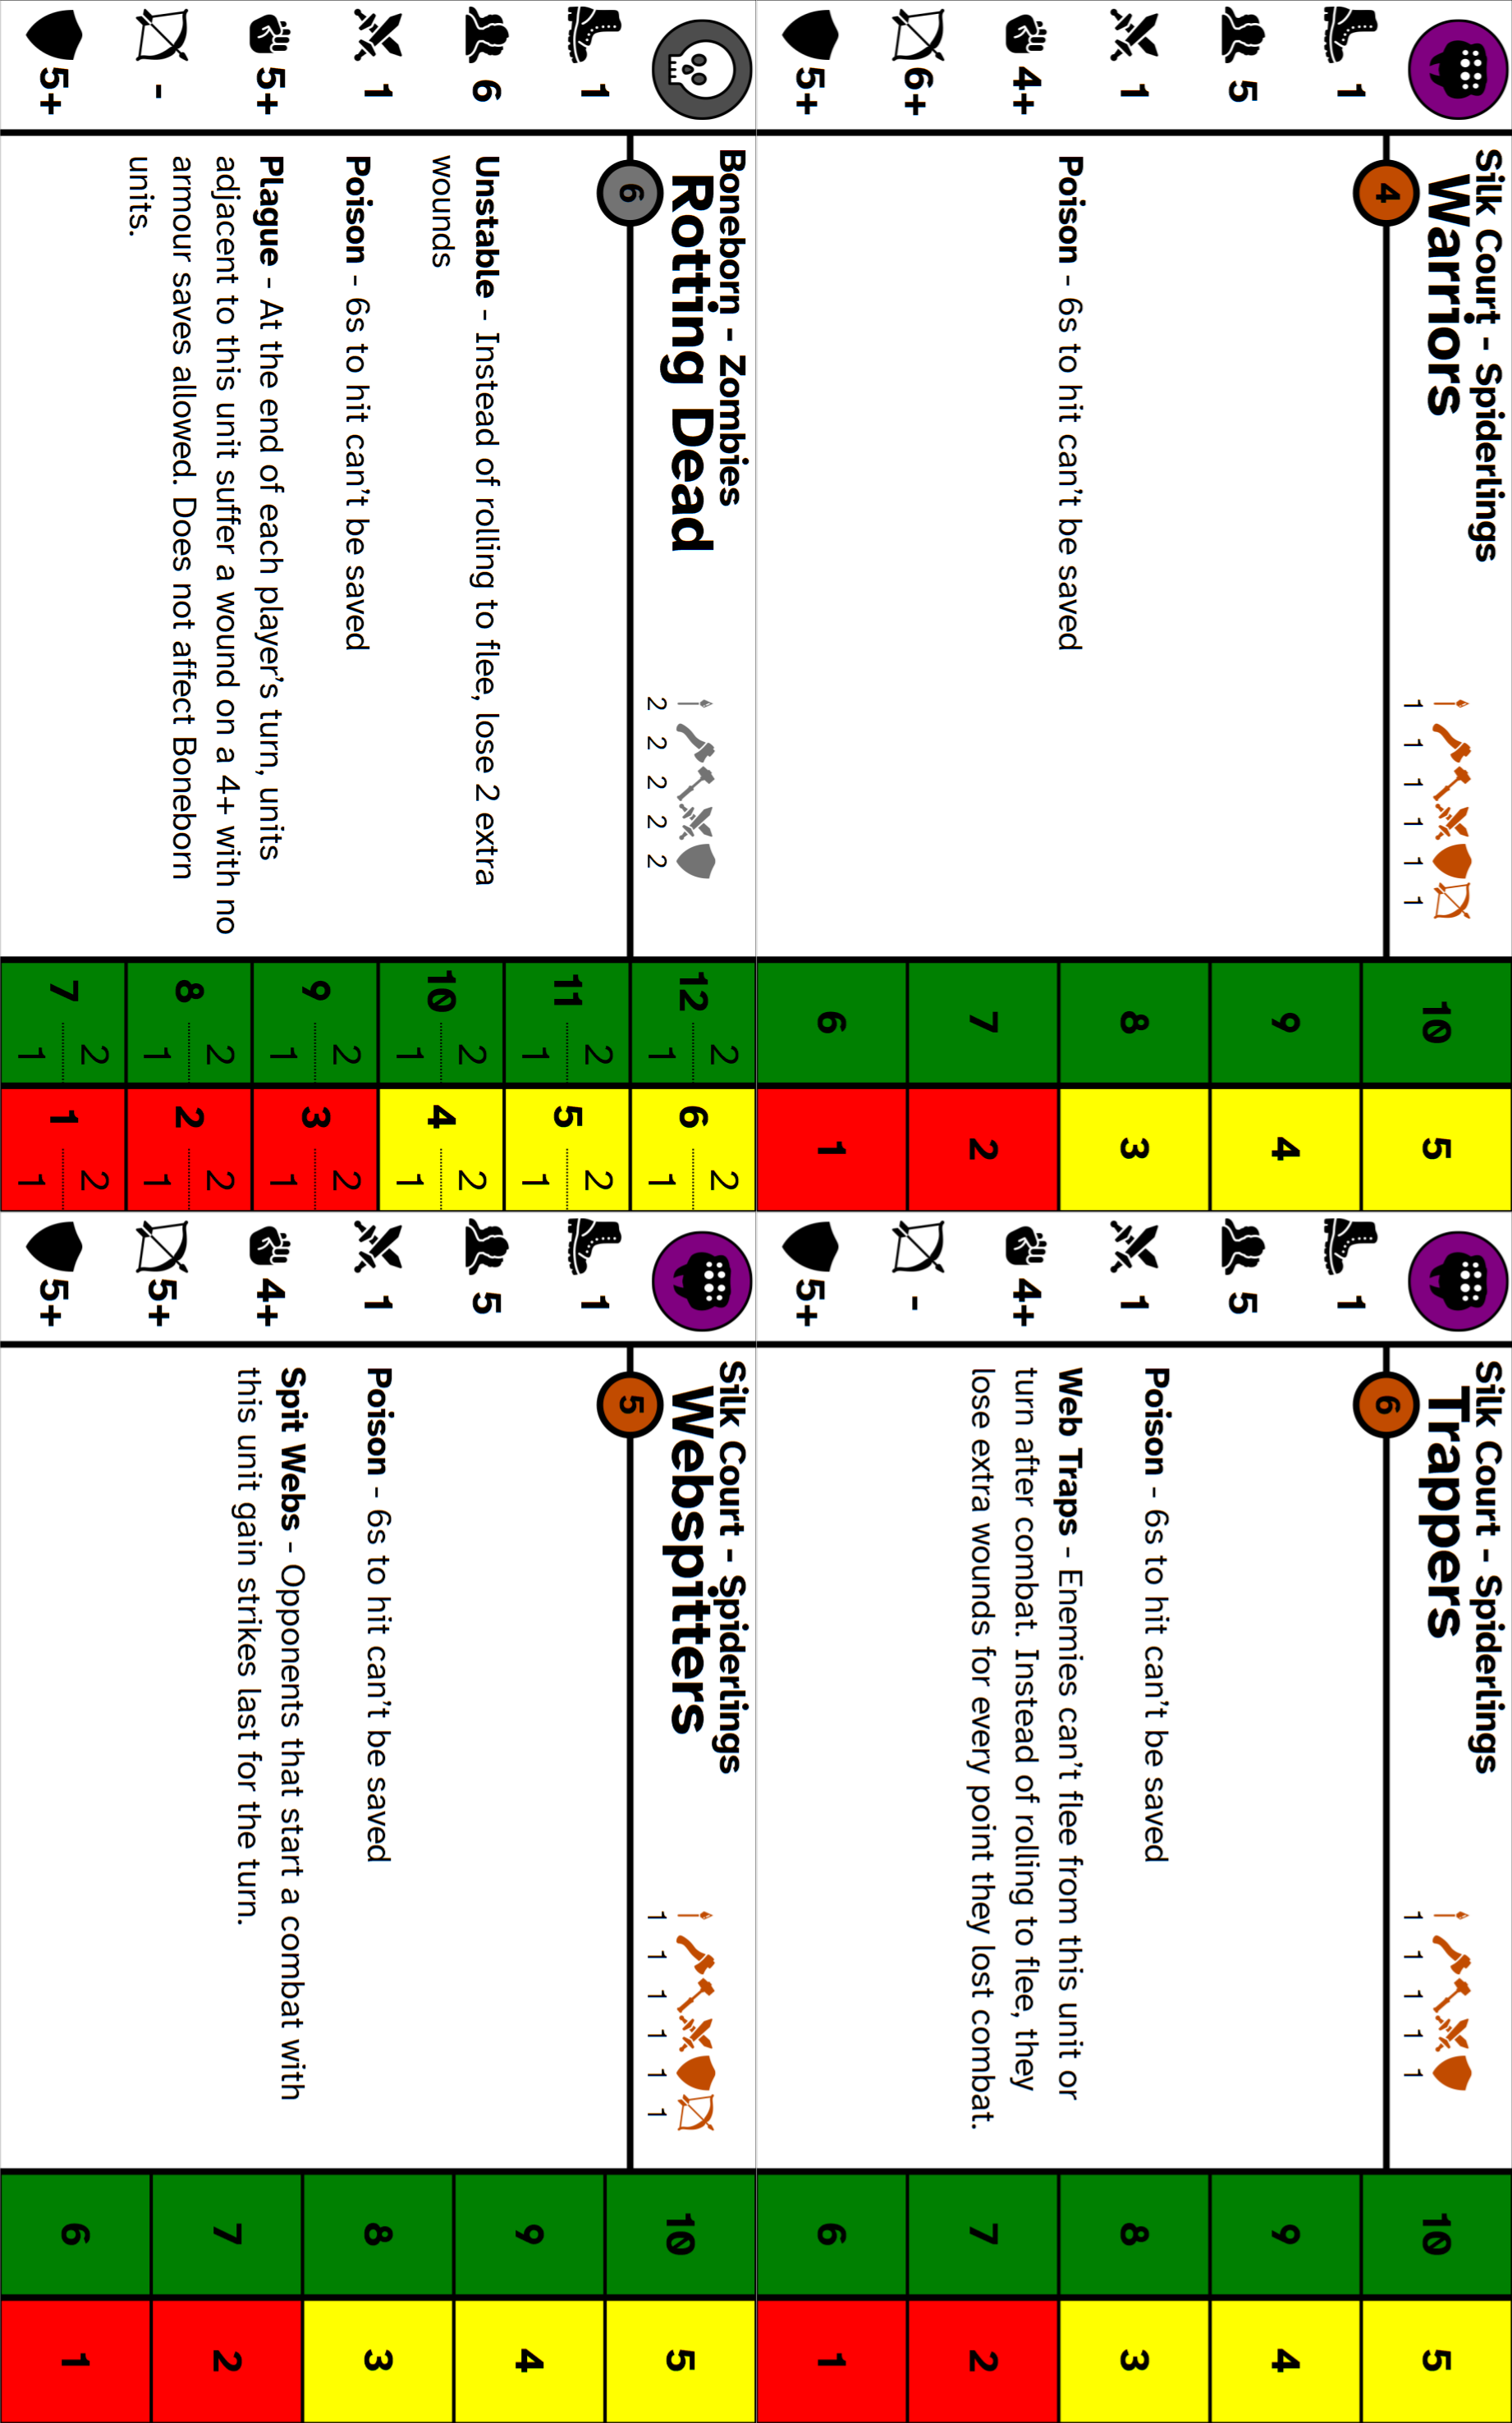 1
5
1
4+
6+
5+
Silk Court - Spiderlings
Warriors
4
1 1 1 1 1 1
Poison - 6s to hit can't be saved
10 5
9 4
8 3
7 2
6 1
1
5
1
4+
-
5+
Silk Court - Spiderlings
Trappers
6
1 1 1 1 1
Poison - 6s to hit can't be saved
Web Traps - Enemies can't flee from this unit or
turn after combat. Instead of rolling to flee, they
lose extra wounds for every point they lost combat.
10 5
9 4
8 3
7 2
6 1
1
6
1
5+
-
5+
Boneborn - Zombies
Rotting Dead
6
2 2 2 2 2
Unstable - Instead of rolling to flee, lose 2 extra
wounds
Poison - 6s to hit can't be saved
Plague - At the end of each player's turn, units
adjacent to this unit suffer a wound on a 4+ with no
armour saves allowed. Does not affect Boneborn
units.
12 2 1 6 2 1
11 2 1 5 2 1
10 2 1 4 2 1
9 2 1 3 2 1
8 2 1 2 2 1
7 2 1 1 2 1
1
5
1
4+
5+
5+
Silk Court - Spiderlings
Webspitters
5
1 1 1 1 1 1
Poison - 6s to hit can't be saved
Spit Webs - Opponents that start a combat with
this unit gain strikes last for the turn.
10 5
9 4
8 3
7 2
6 1